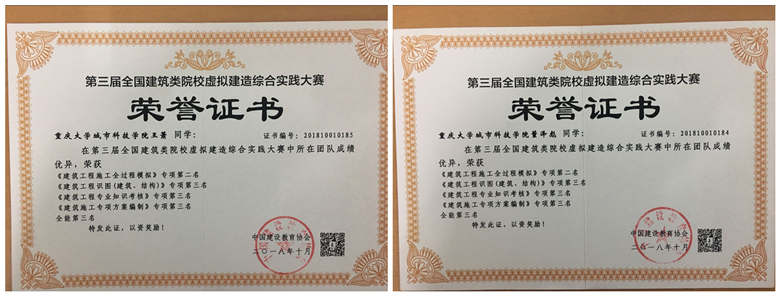 第三届全国建筑类院校虚拟建造综合实践大赛
荣誉证书
重庆大学城市科技学院王萧 同学： 证书编号：201810010185
在第三届全国建筑类院校虚拟建造综合实践大赛中所在团队成绩
优异，荣获
《建筑工程施工全过程模拟》专项第二名
《建筑工程识图(建筑、结构)》专项第三名
《建筑工程专业知识考核》专项第三名
《建筑施工专项方案编制》专项第三名
全能第三名
特发此证，以资奖励！
中国建设教育协会
二〇一八年十月
第三届全国建筑类院校虚拟建造综合实践大赛
荣誉证书
重庆大学城市科技学院董泽彪 同学： 证书编号：201810010184
在第三届全国建筑类院校虚拟建造综合实践大赛中所在团队成绩
优异，荣获
《建筑工程施工全过程模拟》专项第二名
《建筑工程识图(建筑、结构)》专项第三名
《建筑工程专业知识考核》专项第三名
《建筑施工专项方案编制》专项第三名
全能第三名
特发此证，以资奖励！
中国建设教育协会
二〇一八年十月